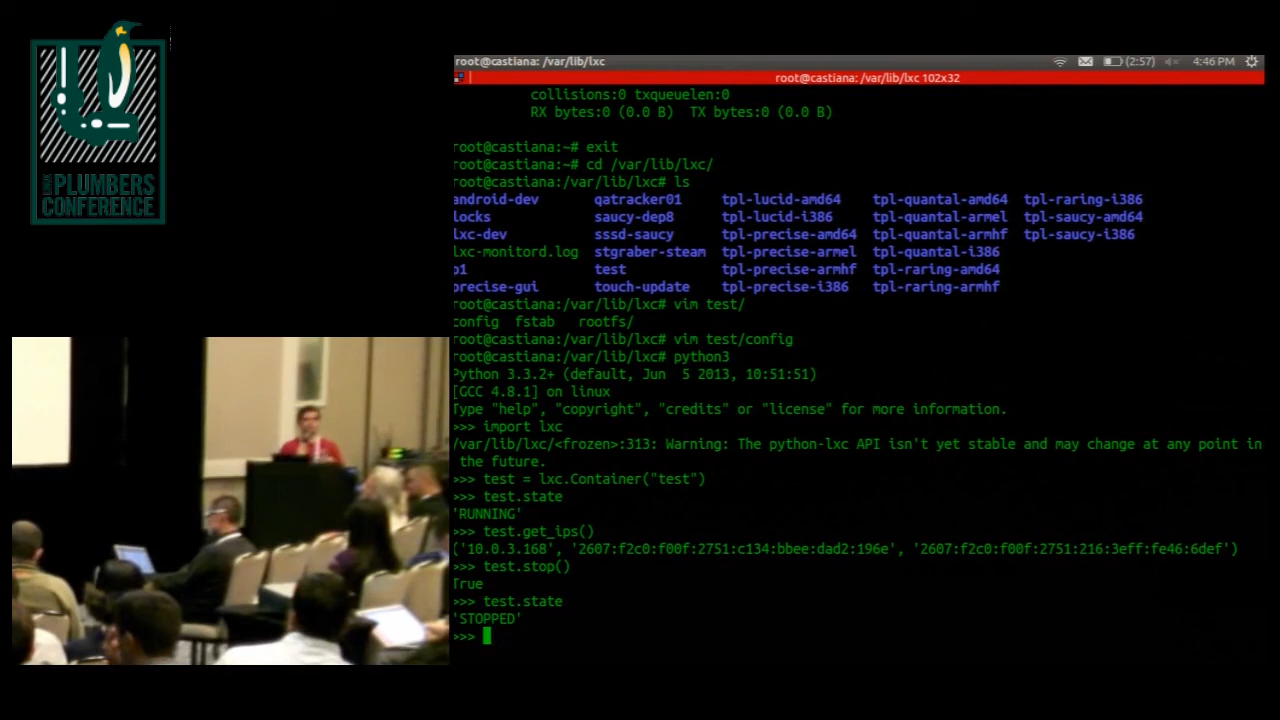 LINUX
PLUMBERS
CONFERENCE
root@castiana: /var/lib/lxc
(2:57)
4:46 PM
root@castiana: /var/lib/lxc 102x32
collisions:0 txqueuelen:0
RX bytes:0 (0.0 B)  TX bytes:0 (0.0 B)
root@castiana:~# exit
root@castiana:~# cd /var/lib/lxc/
root@castiana:/var/lib/lxc# ls
android-dev qatracker01 tpl-lucid-amd64 tpl-quantal-amd64 tpl-raring-i386
locks saucy-dep8 tpl-lucid-i386 tpl-quantal-armel tpl-saucy-amd64
lxc-dev sssd-saucy tpl-precise-amd64 tpl-quantal-armhf tpl-saucy-i386
lxc-monitord.log stgraber-steam tpl-precise-armel tpl-quantal-i386
p1 test tpl-precise-armhf tpl-raring-amd64
precise-gui touch-update tpl-precise-i386 tpl-raring-armhf
root@castiana:/var/lib/lxc# vim test/
config fstab rootfs/
root@castiana:/var/lib/lxc# vim test/config
root@castiana:/var/lib/lxc# python3
Python 3.3.2+ (default, Jun  5 2013, 10:51:51)
[GCC 4.8.1] on linux
Type "help", "copyright", "credits" or "license" for more information.
>>> import lxc
/var/lib/lxc/<frozen>:313: Warning: The python-lxc API isn't yet stable and may change at any point in
the future.
>>> test = lxc.Container("test")
>>> test.state
'RUNNING'
>>> test.get_ips()
('10.0.3.168', '2607:f2c0:f00f:2751:c134:bbee:dad2:196e', '2607:f2c0:f00f:2751:216:3eff:fe46:6def')
>>> test.stop()
True
>>> test.state
'STOPPED'
>>>